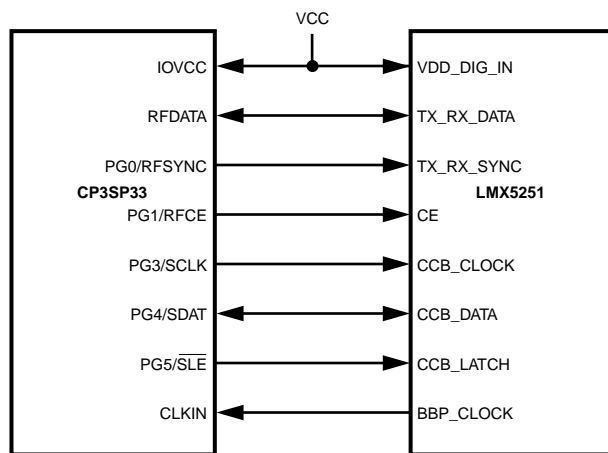 VCC
IOVCC VDD_DIG_IN
RFDATA TX_RX_DATA
PG0/RFSYNC TX_RX_SYNC
CP3SP33 LMX5251
PG1/RFCE CE
PG3/SCLK CCB_CLOCK
PG4/SDAT CCB_DATA
PG5/S̅L̅E̅ CCB_LATCH
CLKIN BBP_CLOCK